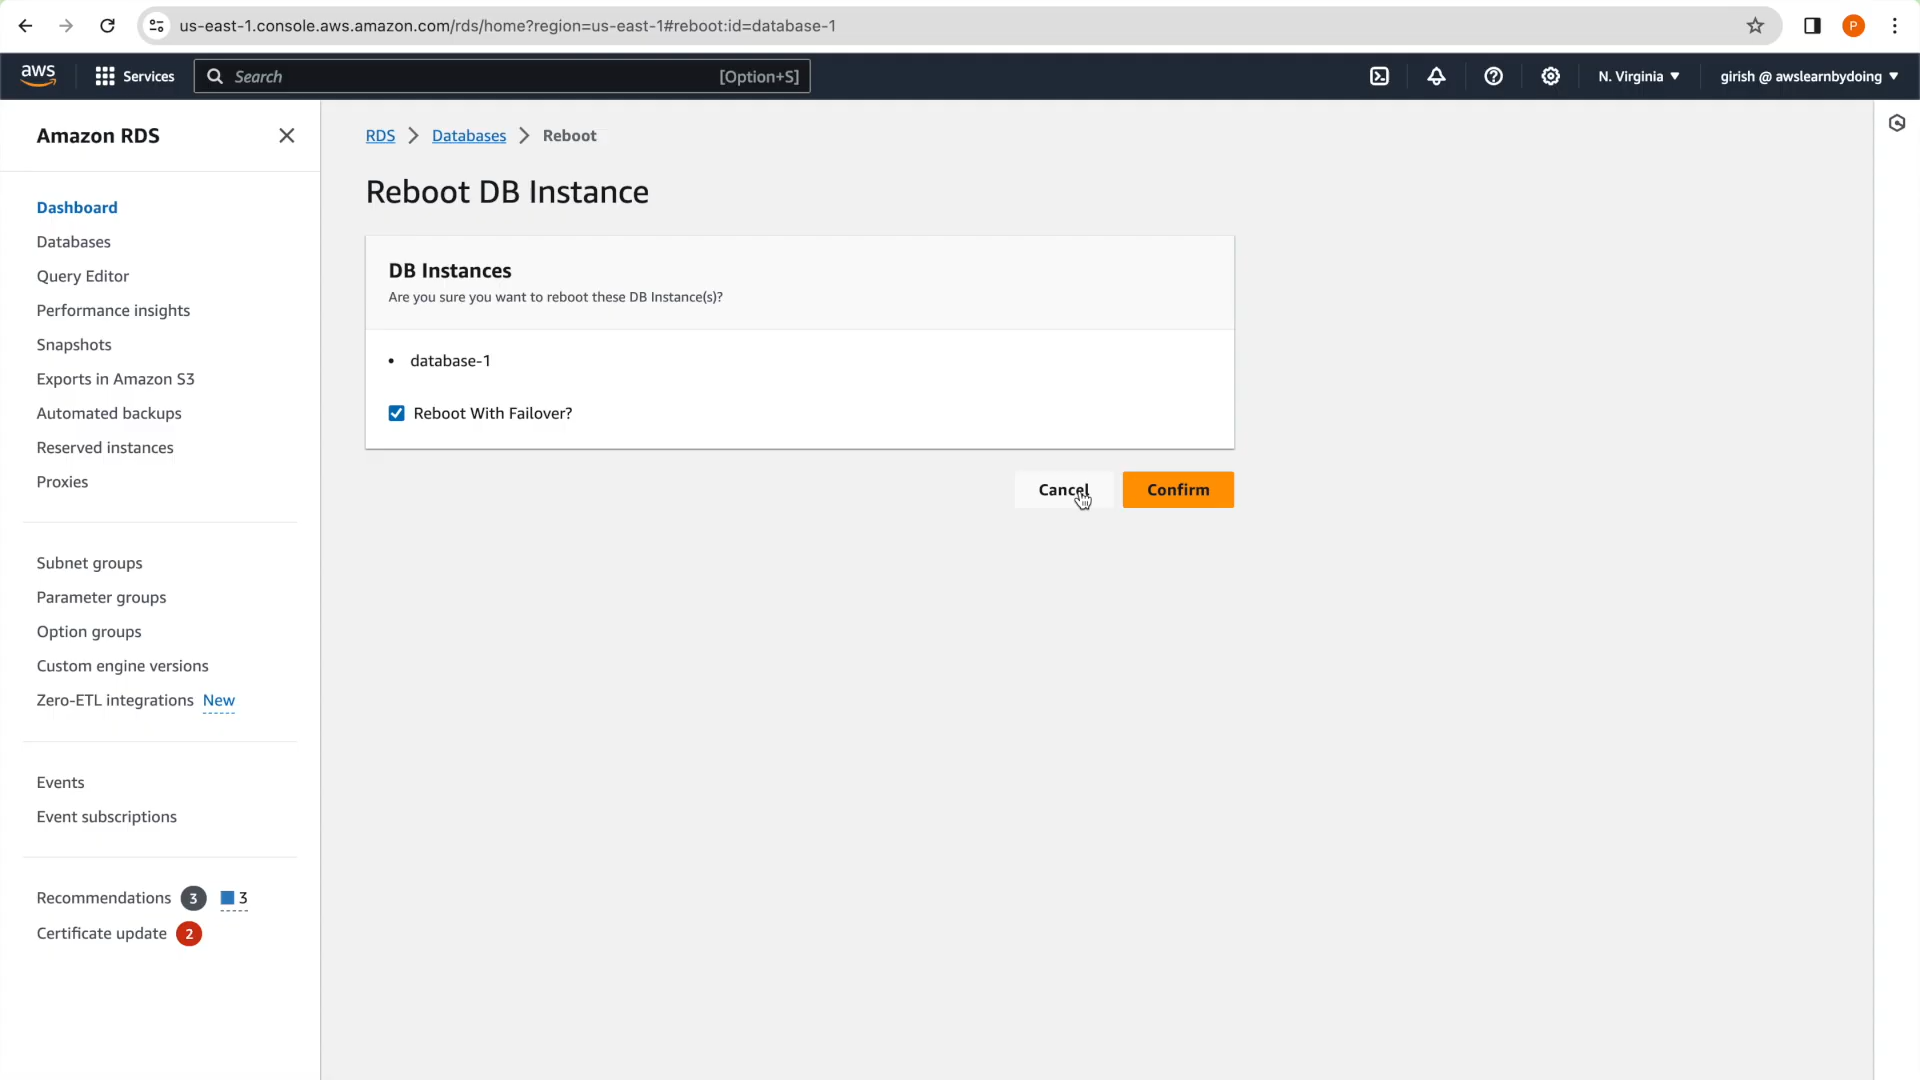 us-east-1.console.aws.amazon.com/rds/home?region=us-east-1#reboot:id=database-1
P
aws
Services
Search
[Option+S]
N. Virginia
girish @ awslearnbydoing
Amazon RDS
Dashboard
Databases
Query Editor
Performance insights
Snapshots
Exports in Amazon S3
Automated backups
Reserved instances
Proxies
Subnet groups
Parameter groups
Option groups
Custom engine versions
Zero-ETL integrations New
Events
Event subscriptions
Recommendations 3 3
Certificate update 2
RDS > Databases > Reboot
Reboot DB Instance
DB Instances
Are you sure you want to reboot these DB Instance(s)?
• database-1
Reboot With Failover?
Cancel
Confirm